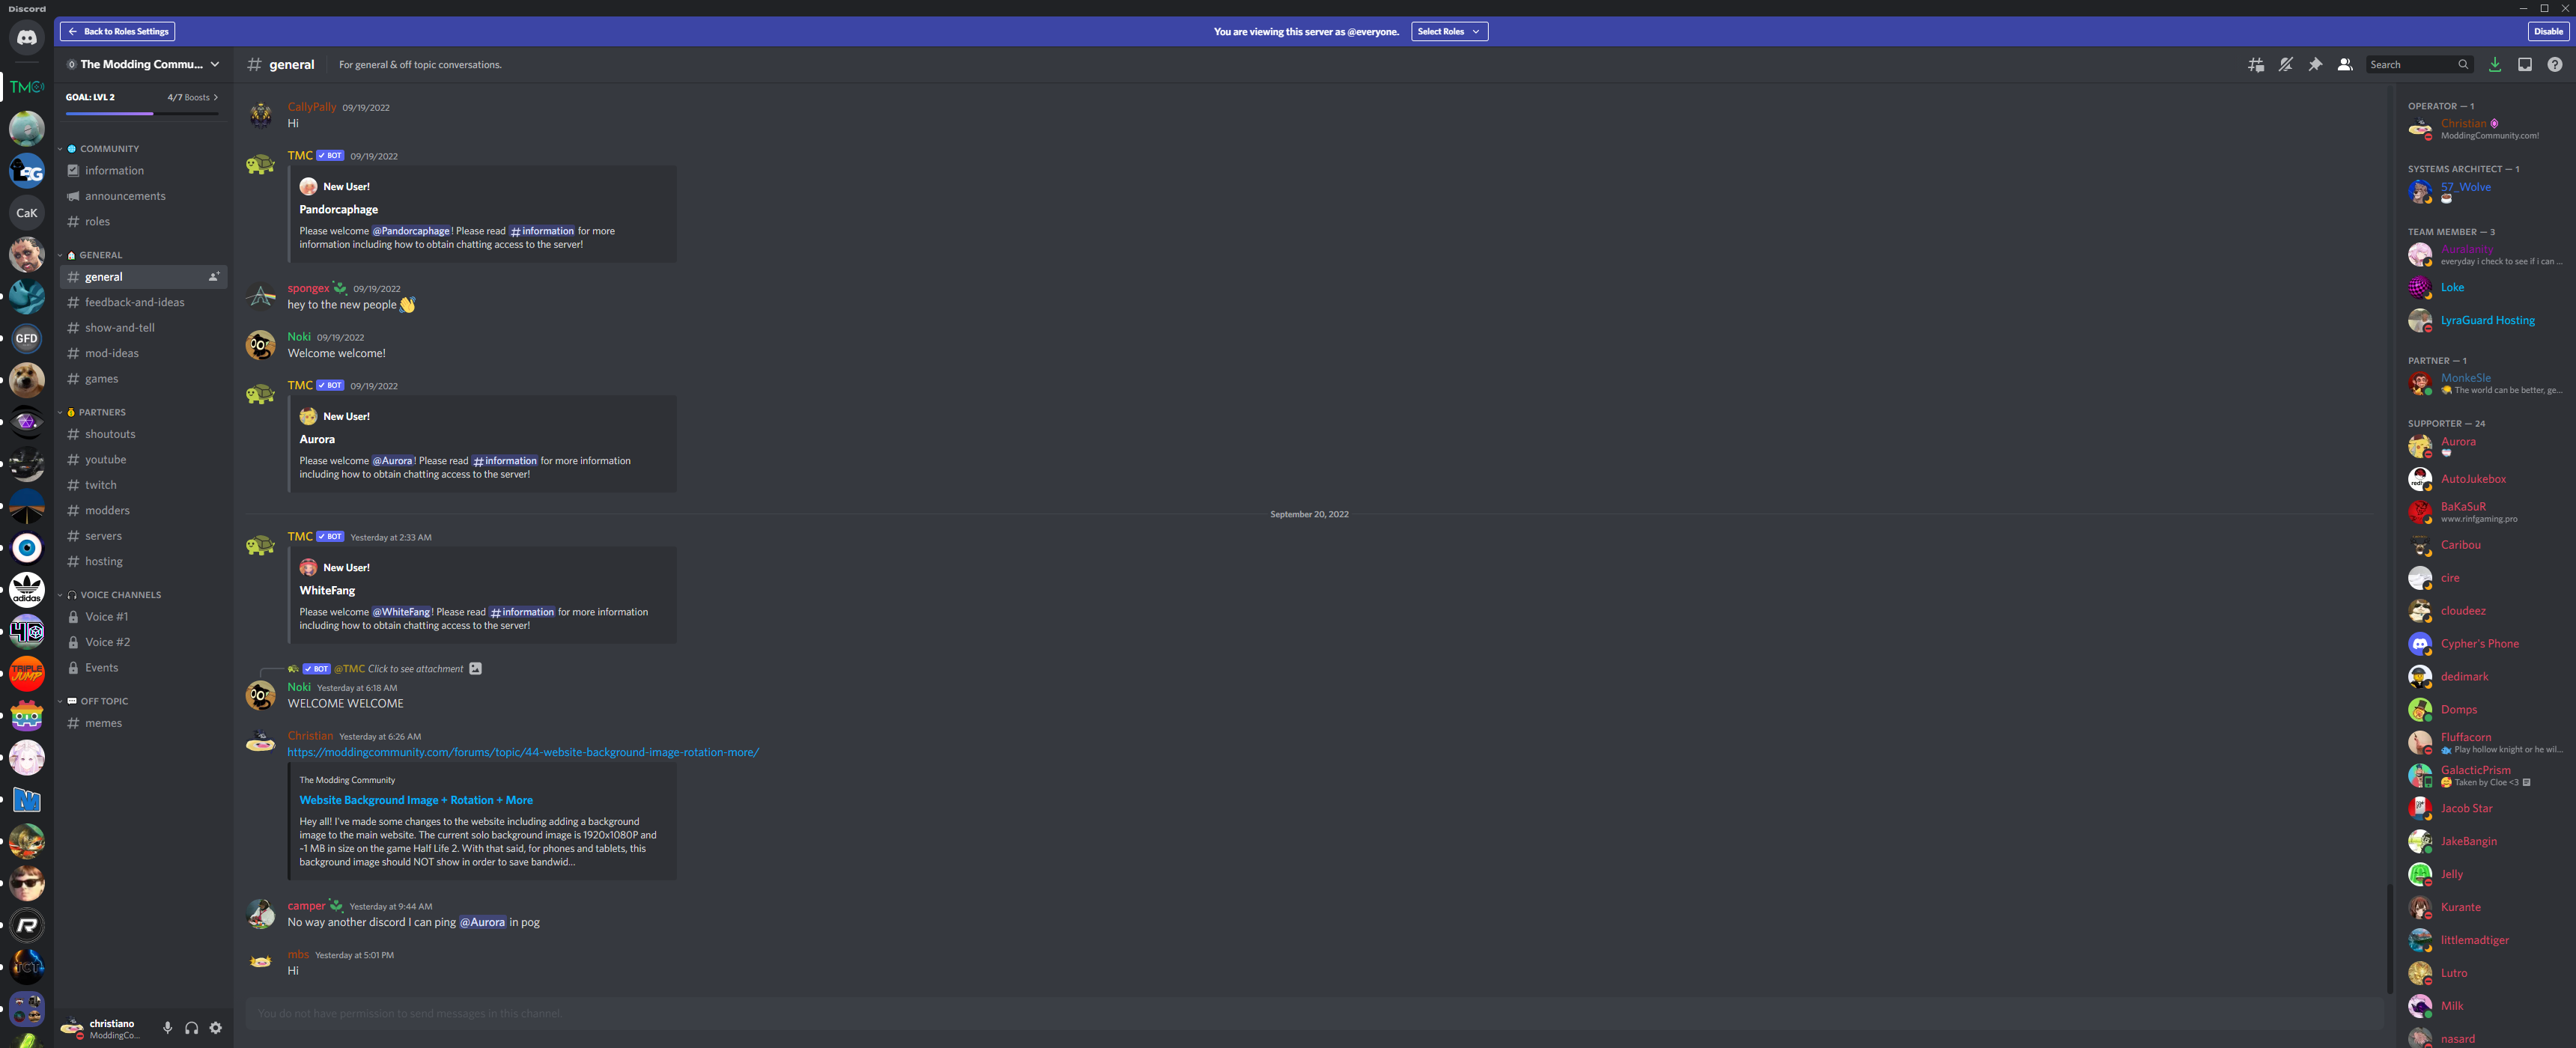 Discord
Back to Roles Settings
You are viewing this server as @everyone.
Select Roles
Disable
The Modding Commu...
general
For general & off topic conversations.
Search
TMC
GOAL: LVL 2
4/7 Boosts
COMMUNITY
information
announcements
roles
GENERAL
general
feedback-and-ideas
show-and-tell
mod-ideas
games
PARTNERS
shoutouts
youtube
twitch
modders
servers
hosting
VOICE CHANNELS
Voice #1
Voice #2
Events
OFF TOPIC
memes
christiano
ModdingCo...
CaK
GFD
adidas
TRIPLE
JUMP
CallyPally 09/19/2022
Hi
TMC BOT 09/19/2022
New User!
Pandorcaphage
Please welcome @Pandorcaphage! Please read #information for more
information including how to obtain chatting access to the server!
spongex 09/19/2022
hey to the new people 👋
Noki 09/19/2022
Welcome welcome!
TMC BOT 09/19/2022
New User!
Aurora
Please welcome @Aurora! Please read #information for more information
including how to obtain chatting access to the server!
September 20, 2022
TMC BOT Yesterday at 2:33 AM
New User!
WhiteFang
Please welcome @WhiteFang! Please read #information for more information
including how to obtain chatting access to the server!
BOT @TMC Click to see attachment
Noki Yesterday at 6:18 AM
WELCOME WELCOME
Christian Yesterday at 6:26 AM
https://moddingcommunity.com/forums/topic/44-website-background-image-rotation-more/
The Modding Community
Website Background Image + Rotation + More
Hey all! I've made some changes to the website including adding a background
image to the main website. The current solo background image is 1920x1080P and
~1 MB in size on the game Half Life 2. With that said, for phones and tablets, this
background image should NOT show in order to save bandwid...
camper Yesterday at 9:44 AM
No way another discord I can ping @Aurora in pog
mbs Yesterday at 5:01 PM
Hi
You do not have permission to send messages in this channel.
OPERATOR — 1
Christian
ModdingCommunity.com!
SYSTEMS ARCHITECT — 1
57_Wolve
TEAM MEMBER — 3
Auralanity
everyday i check to see if i can ...
Loke
LyraGuard Hosting
PARTNER — 1
MonkeSle
The world can be better, ge...
SUPPORTER — 24
Aurora
AutoJukebox
BaKaSuR
www.rinfgaming.pro
Caribou
cire
cloudeez
Cypher's Phone
dedimark
Domps
Fluffacorn
Play hollow knight or he wil...
GalacticPrism
Taken by Cloe <3
Jacob Star
JakeBangin
Jelly
Kurante
littlemadtiger
Lutro
Milk
nasard